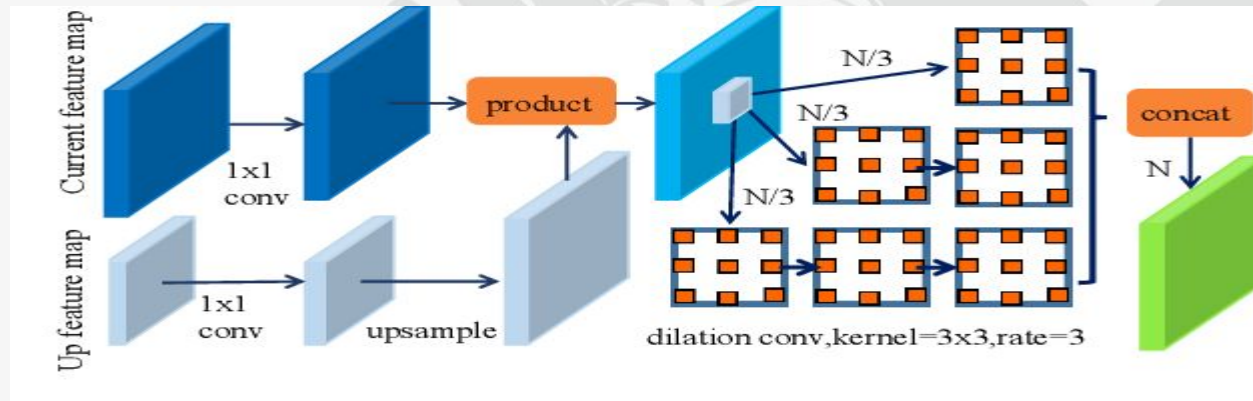 Current feature map
1x1
conv
product
N/3
N/3
N/3
concat
N
Up feature map
1x1
conv
upsample
dilation conv,kernel=3x3,rate=3